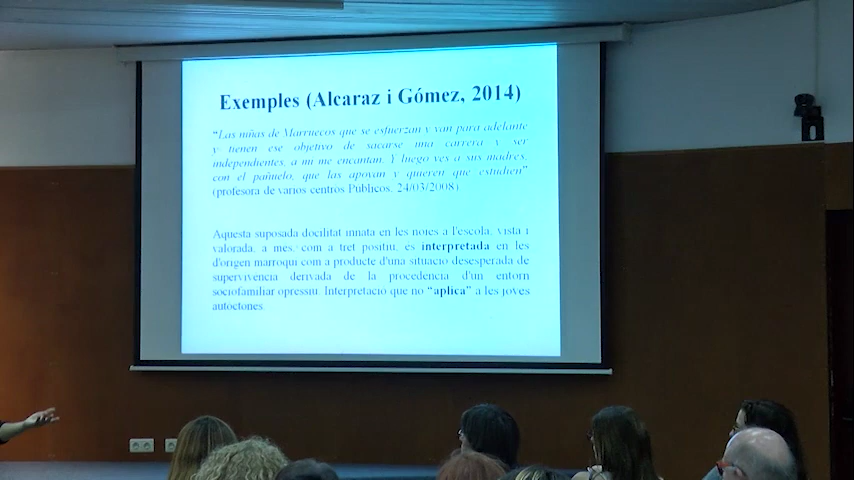 Exemples (Alcaraz i Gómez, 2014)
“Las niñas de Marruecos que se esfuerzan y van para adelante
y tienen ese objetivo de sacarse una carrera y ser
independientes, a mi me encantan. Y luego ves a sus madres,
con el pañuelo, que las apoyan y quieren que estudien”
(profesora de varios centros Públicos, 24/03/2008)
Aquesta suposada docilitat innata en les noies a l'escola, vista i
valorada, a més, com a tret positiu, es interpretada en les
d'origen marroquí com a producte d'una situació desesperada de
supervivencia derivada de la procedencia d'un entorn
sociofamiliar opressiu. Interpretació que no “aplica” a les joves
autòctones